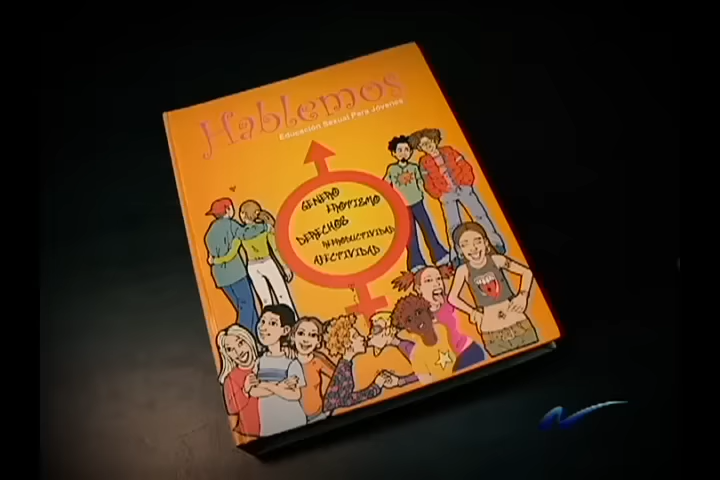 Hablemos
Educación Sexual Para Jóvenes
GENERO
EROTISMO
DERECHOS
REPRODUCTIVIDAD
AFECTIVIDAD